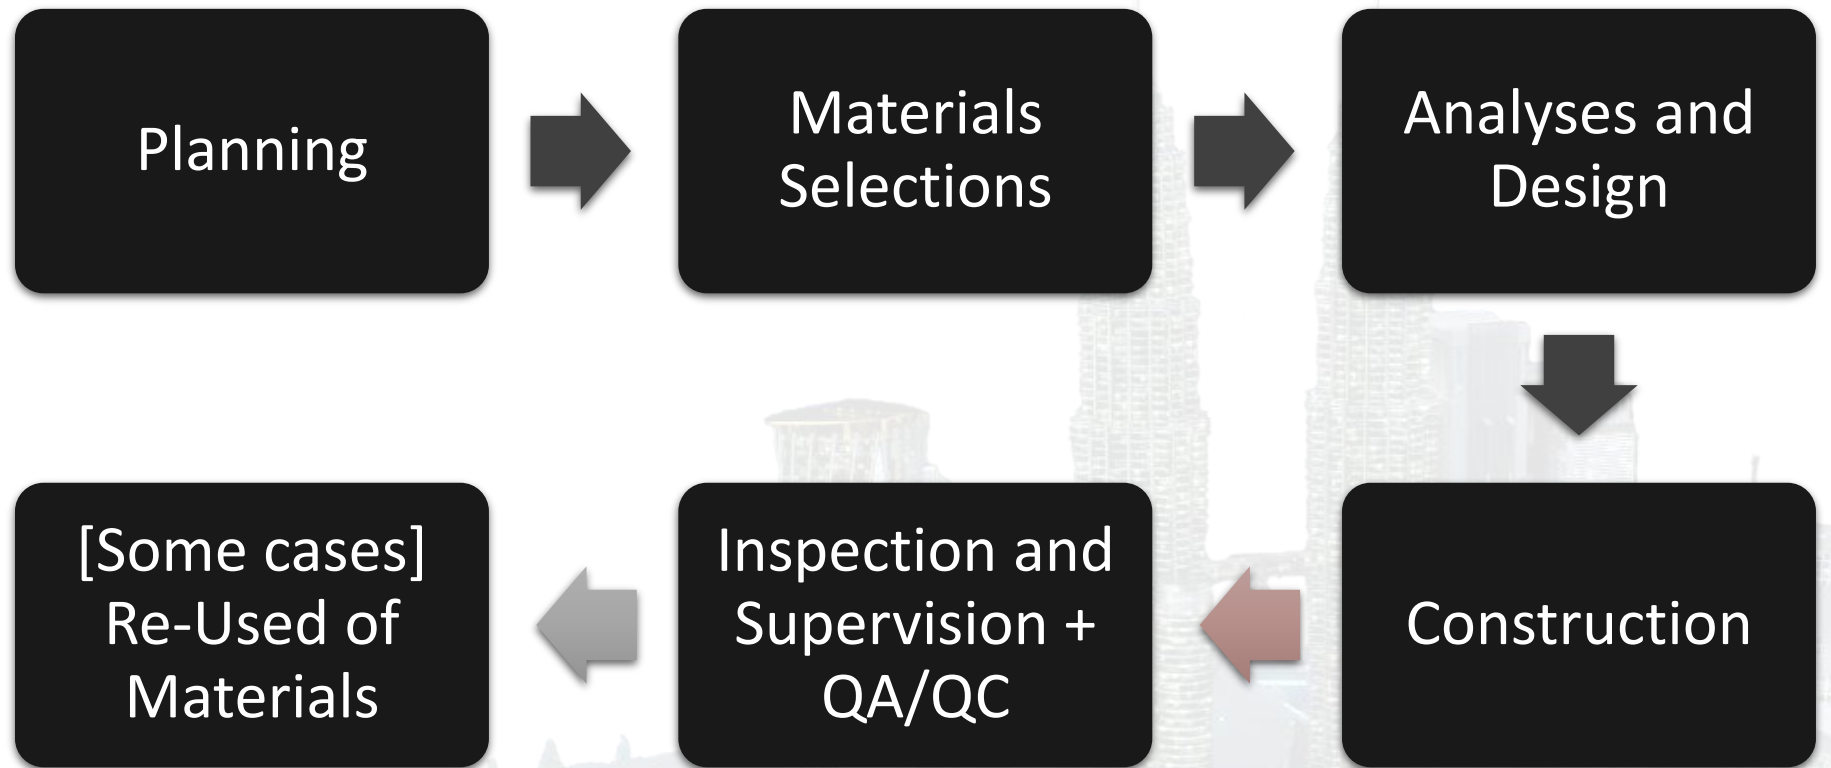 Planning
Materials
Selections
Analyses and
Design
Construction
Inspection and
Supervision +
QA/QC
[Some cases]
Re-Used of
Materials